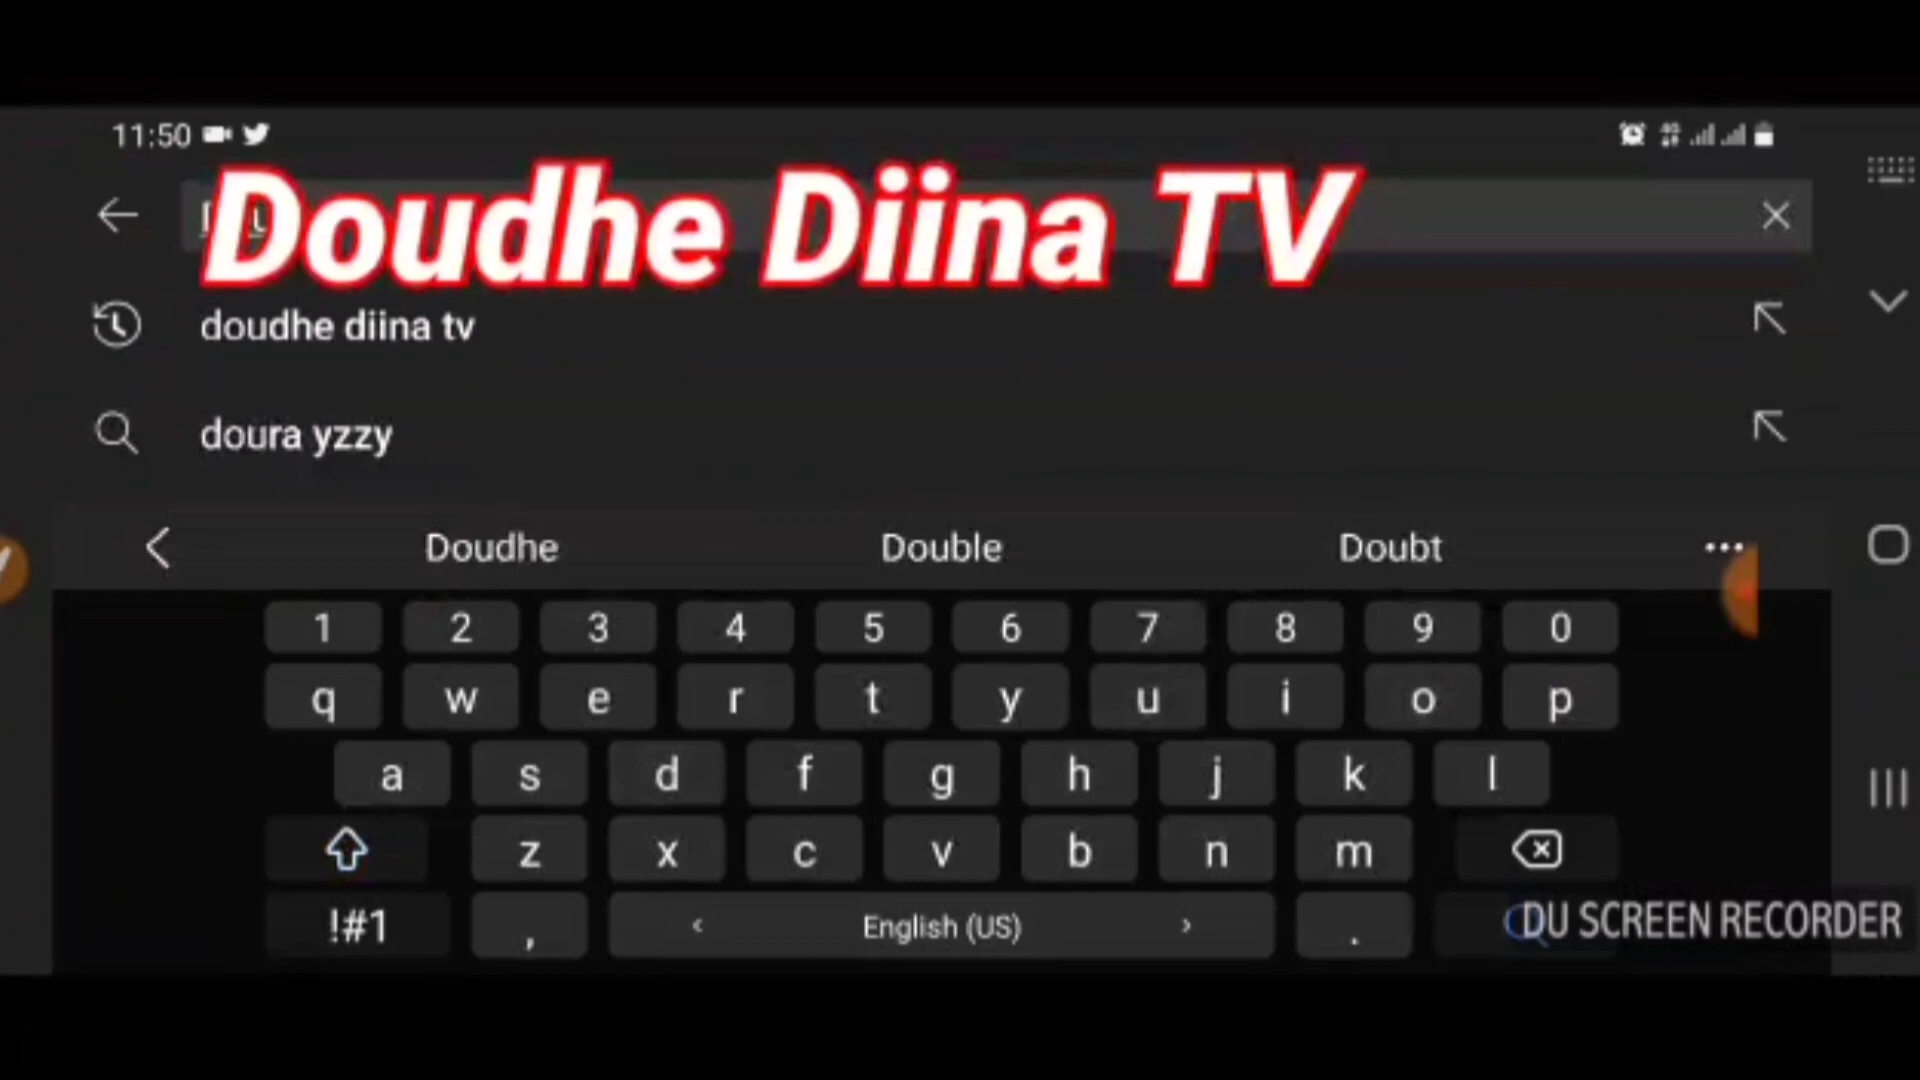 11:50
Doudhe Diina TV
doudhe diina tv
doura yzzy
Doudhe Double Doubt
1 2 3 4 5 6 7 8 9 0
q w e r t y u i o p
a s d f g h j k l
z x c v b n m
!#1 , < English (US) > .
DU SCREEN RECORDER